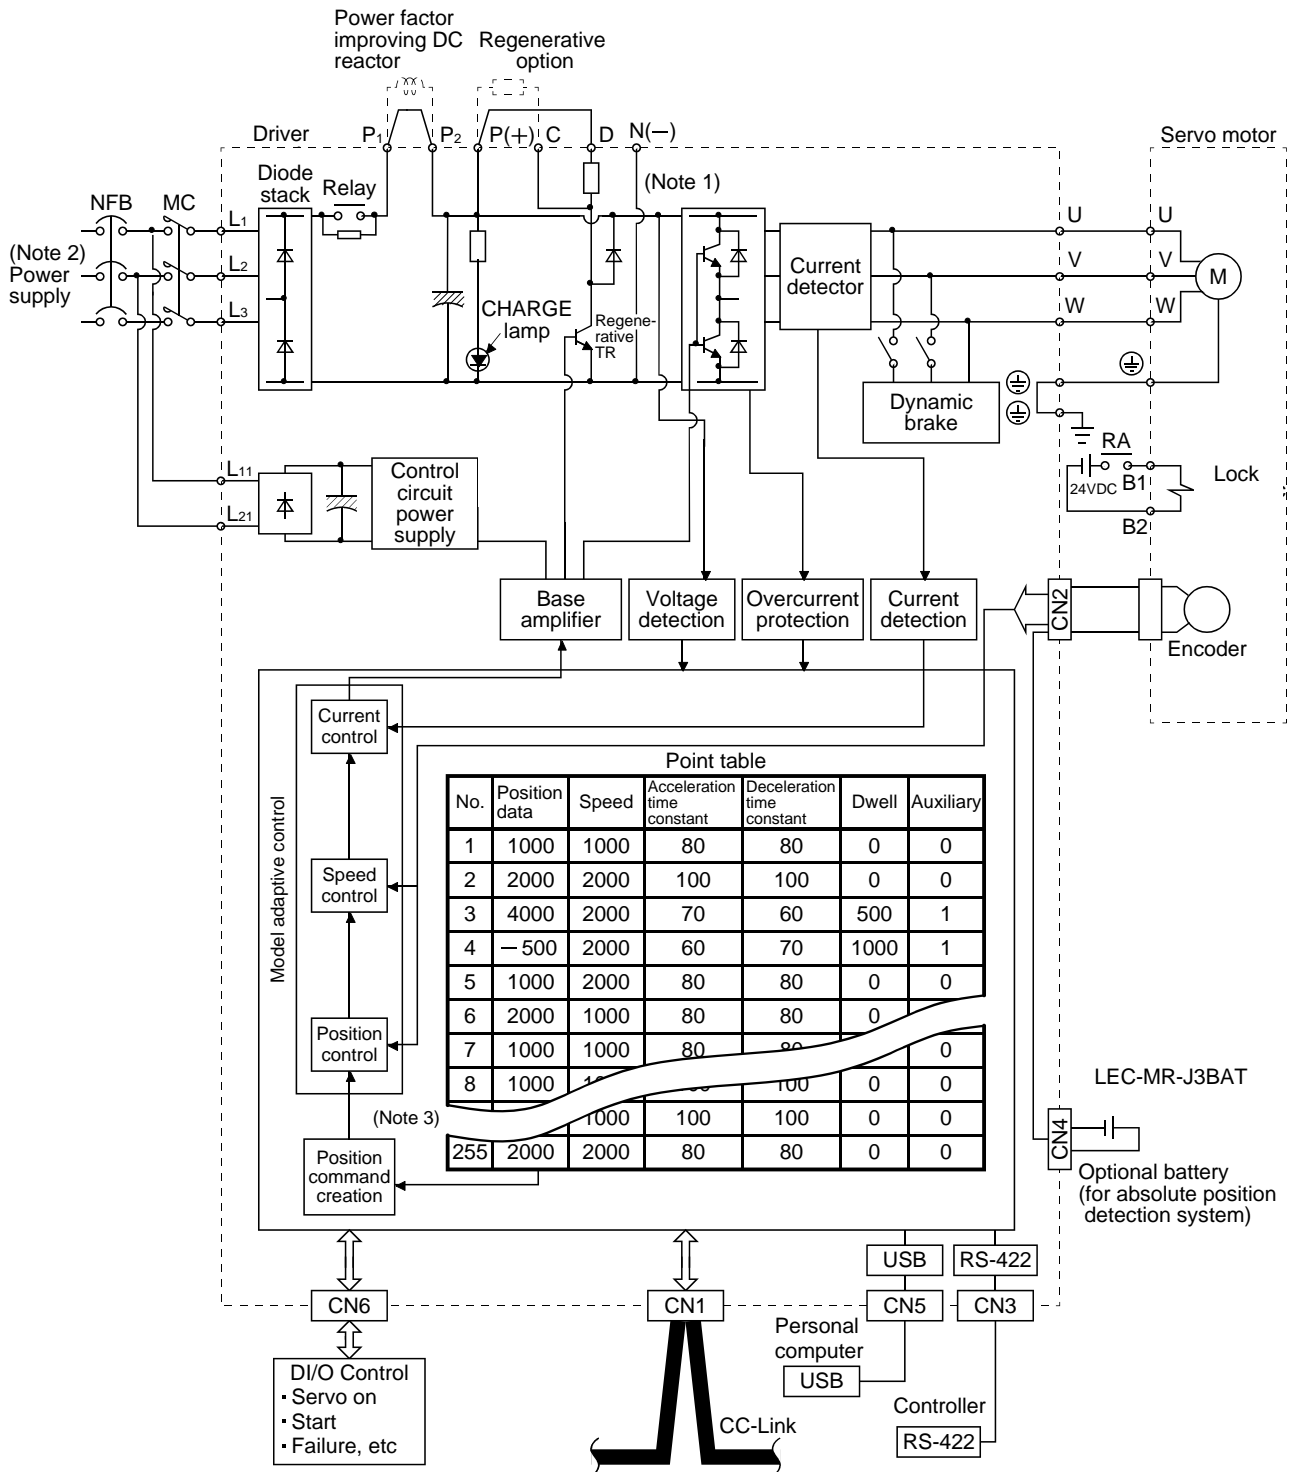 Power factor
improving DC
reactor
Regenerative
option
Driver
P1
P2
P(+)
C
D
N(−)
Servo motor
Diode
stack
Relay
(Note 1)
NFB
MC
L1
L2
L3
(Note 2)
Power
supply
CHARGE
lamp
Regene-
rative
TR
Current
detector
U
V
W
U
V
W
M
Dynamic
brake
RA
24VDC
B1
B2
Lock
L11
L21
Control
circuit
power
supply
Base
amplifier
Voltage
detection
Overcurrent
protection
Current
detection
CN2
Encoder
Model adaptive control
Current
control
Speed
control
Position
control
(Note 3)
Position
command
creation
Point table
No. Position data Speed Acceleration time constant Deceleration time constant Dwell Auxiliary
1 1000 1000 80 80 0 0
2 2000 2000 100 100 0 0
3 4000 2000 70 60 500 1
4 −500 2000 60 70 1000 1
5 1000 2000 80 80 0 0
6 2000 1000 80 80 0
7 1000 1000 80 80 0
8 1000 100 0 0
1000 100 100 0 0
255 2000 2000 80 80 0 0
LEC-MR-J3BAT
CN4
Optional battery
(for absolute position
detection system)
USB
RS-422
CN6
CN1
CN5
CN3
DI/O Control
・Servo on
・Start
・Failure, etc
CC-Link
Personal
computer
USB
Controller
RS-422